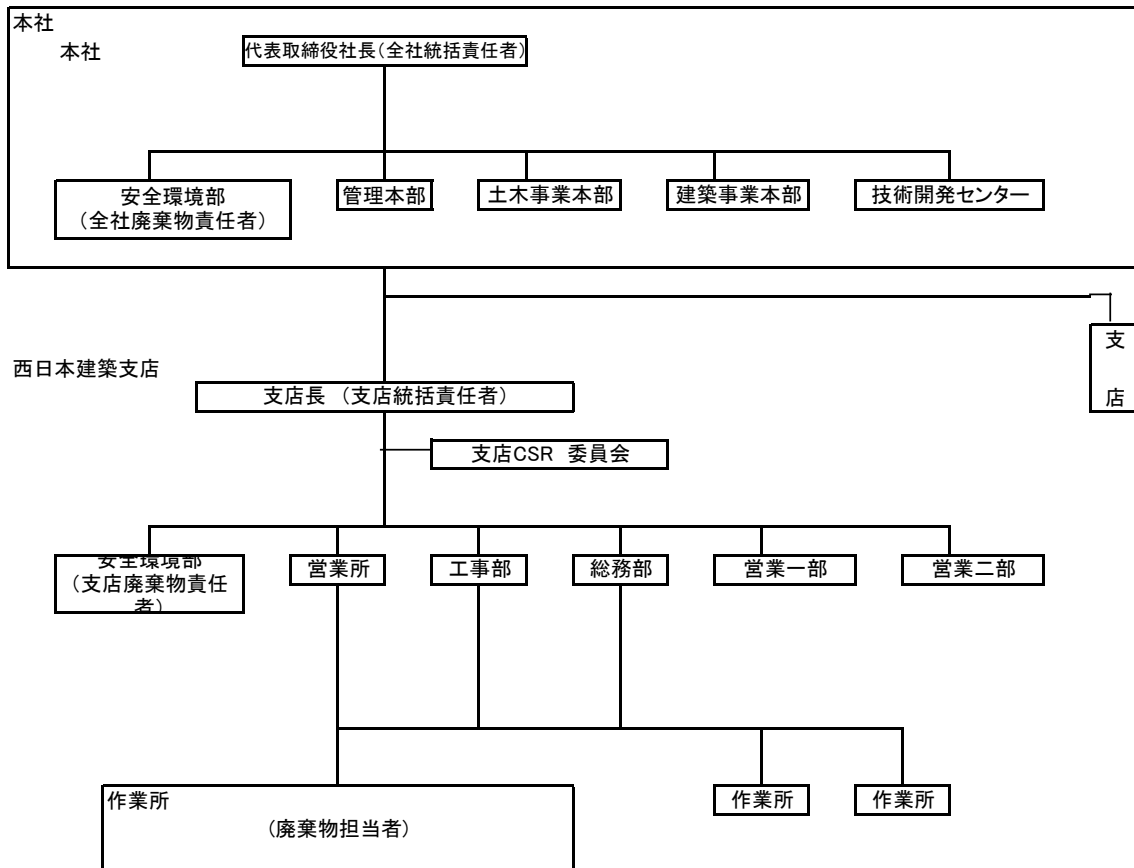 本社
本社
代表取締役社長（全社統括責任者）
安全環境部
（全社廃棄物責任者）
管理本部
土木事業本部
建築事業本部
技術開発センター
支
店
西日本建築支店
支店長　（支店統括責任者）
支店CSR　委員会
安全環境部
（支店廃棄物責任
者）
営業所
工事部
総務部
営業一部
営業二部
作業所
（廃棄物担当者）
作業所
作業所